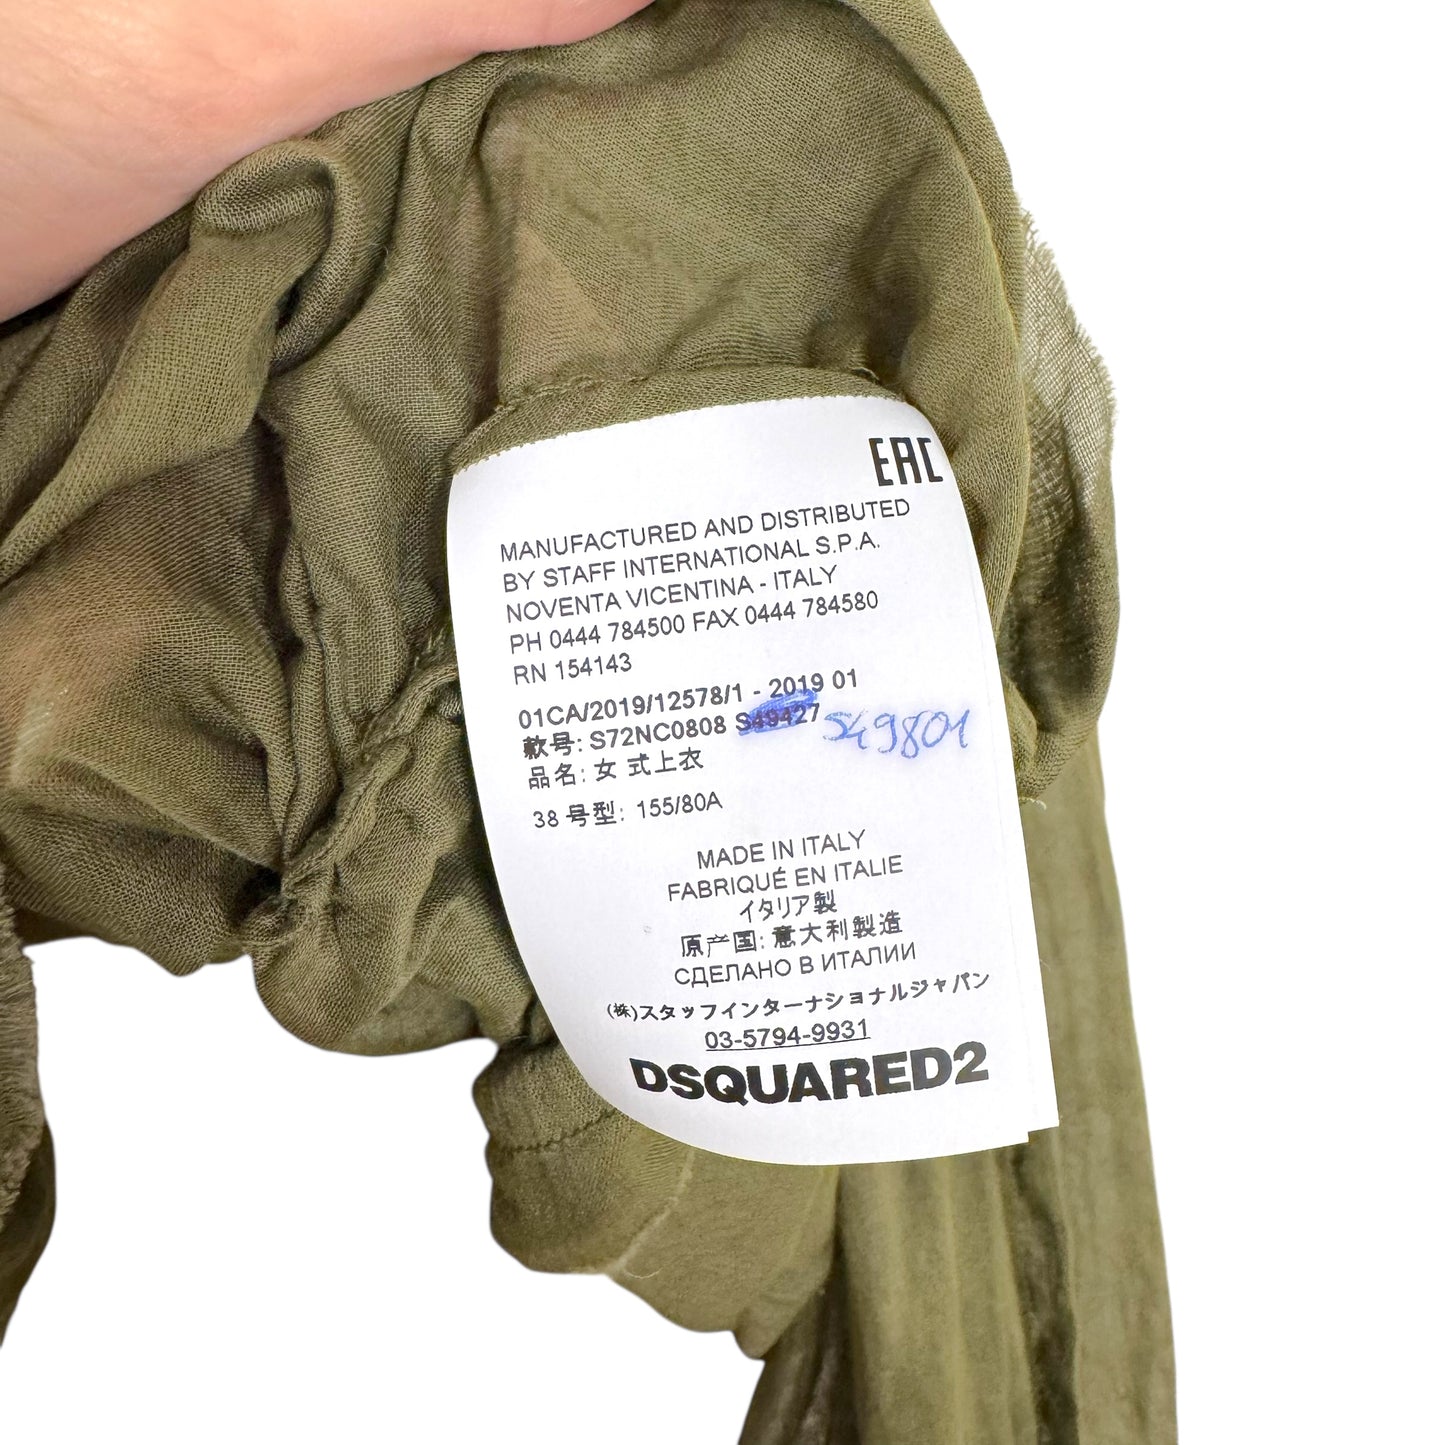 EAC
MANUFACTURED AND DISTRIBUTED
BY STAFF INTERNATIONAL S.P.A.
NOVENTA VICENTINA - ITALY
PH 0444 784500 FAX 0444 784580
RN 154143
01CA/2019/12578/1 - 2019 01
款号: S72NC0808 S49427 S49801
品名: 女 式上衣
38 号型: 155/80A
MADE IN ITALY
FABRIQUÉ EN ITALIE
イタリア製
原产国: 意大利製造
СДЕЛАНО В ИТАЛИИ
(株)スタッフインターナショナルジャパン
03-5794-9931
DSQUARED2